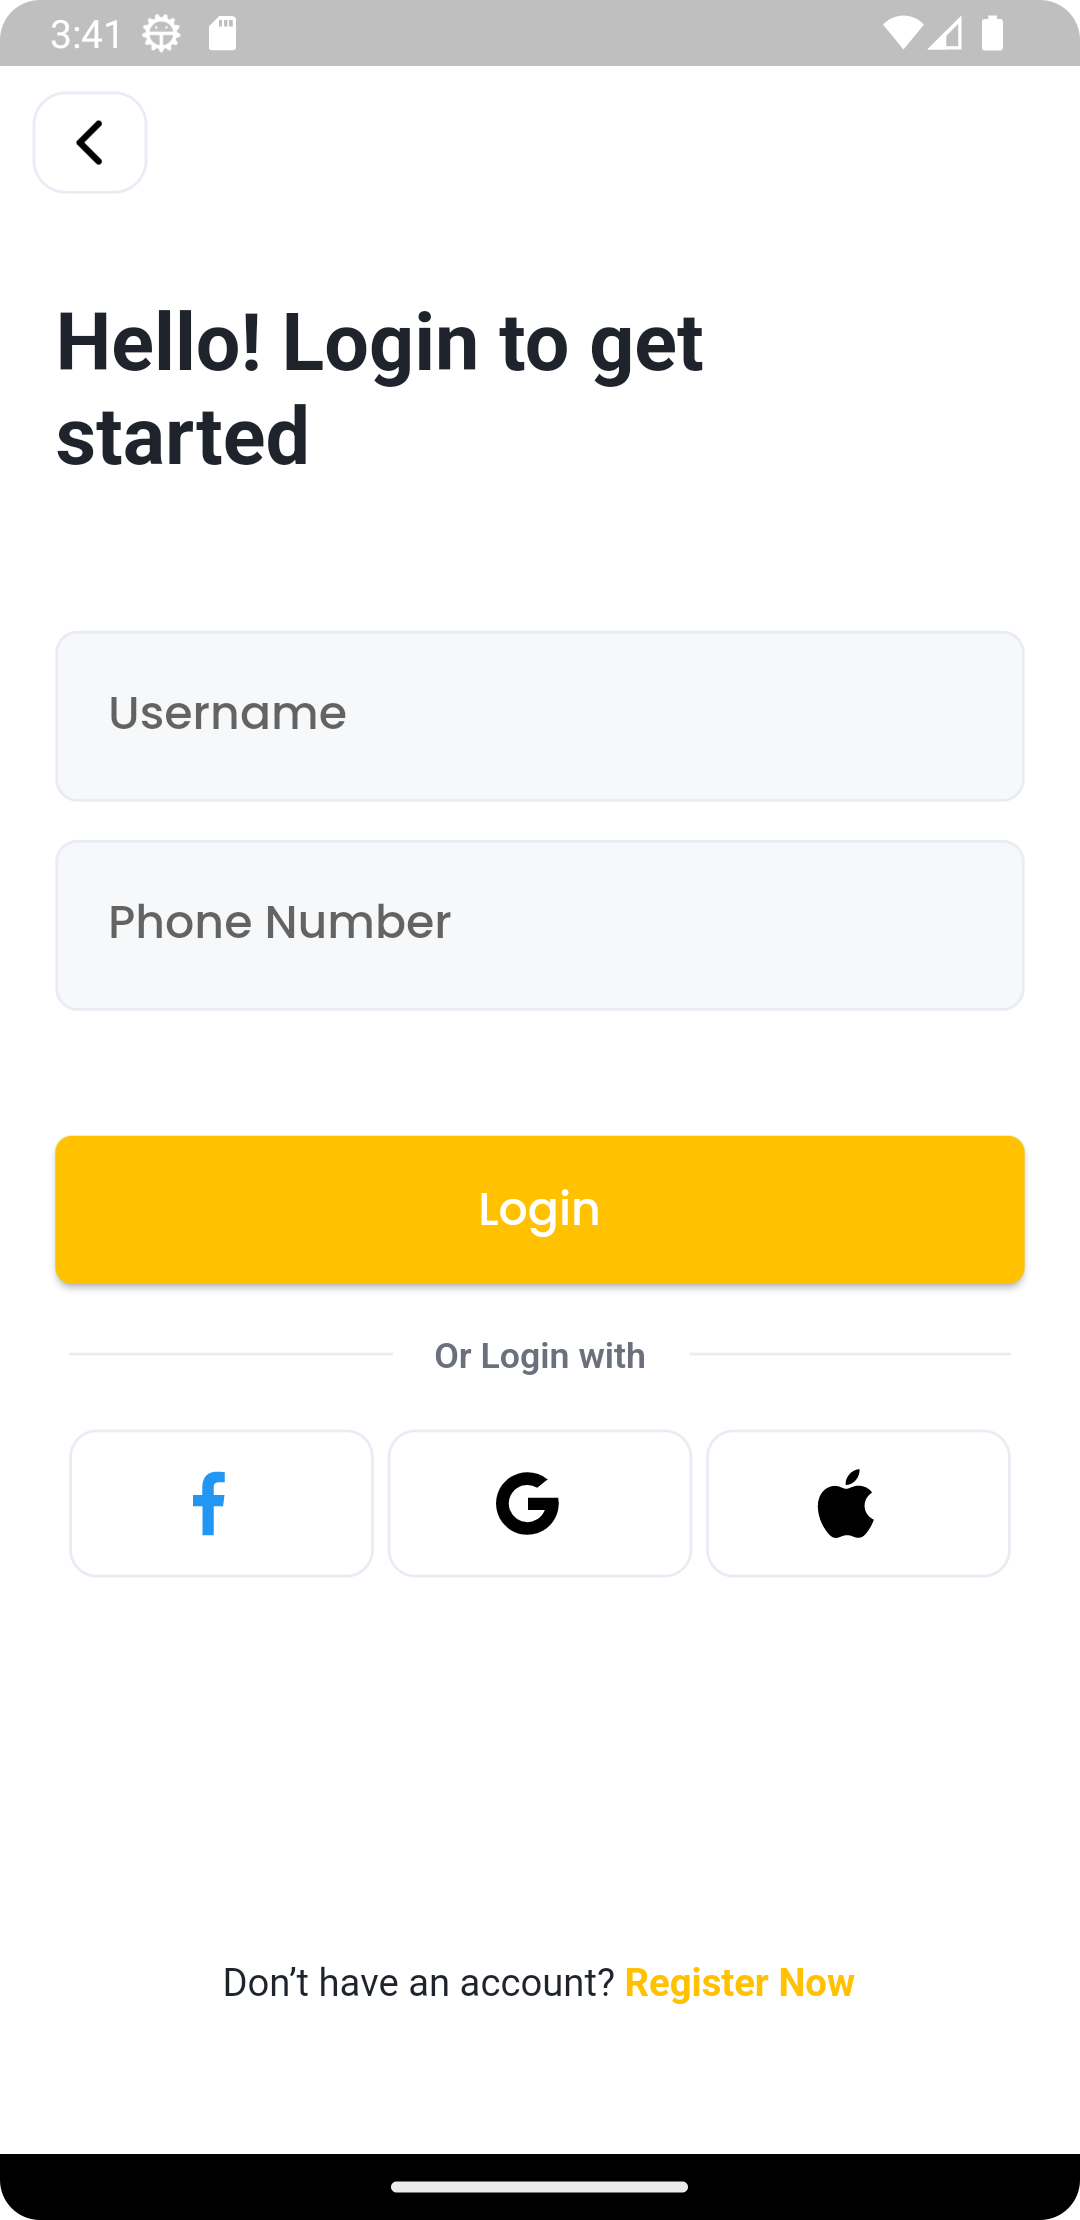 3:41
Hello! Login to get
started
Username
Phone Number
Login
Or Login with
Don’t have an account? Register Now